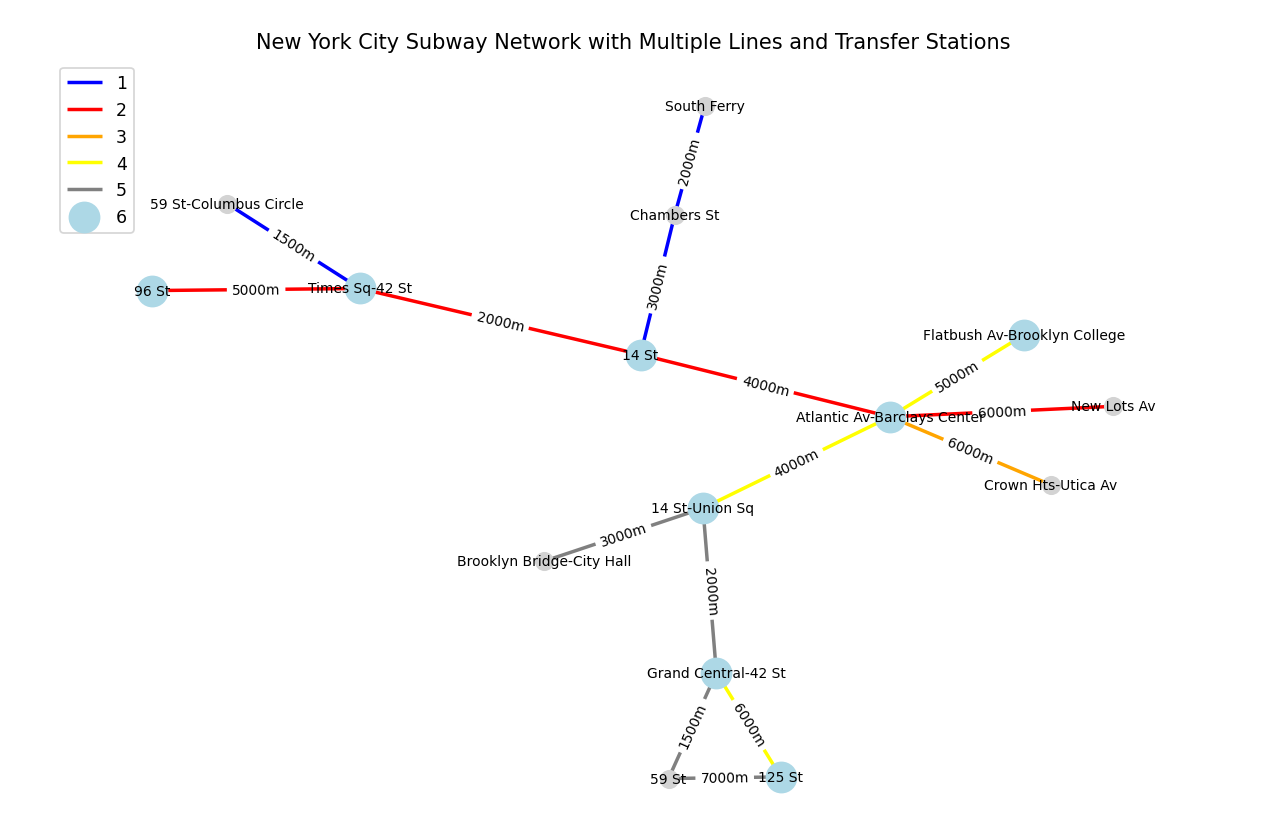 New York City Subway Network with Multiple Lines and Transfer Stations
1
2
3
4
5
6
South Ferry
2000m
59 St-Columbus Circle
Chambers St
1500m
3000m
96 St
5000m
Times Sq-42 St
2000m
14 St
Flatbush Av-Brooklyn College
5000m
4000m
New Lots Av
6000m
Atlantic Av-Barclays Center
6000m
4000m
Crown Hts-Utica Av
14 St-Union Sq
3000m
Brooklyn Bridge-City Hall
2000m
Grand Central-42 St
1500m
6000m
59 St
7000m
125 St